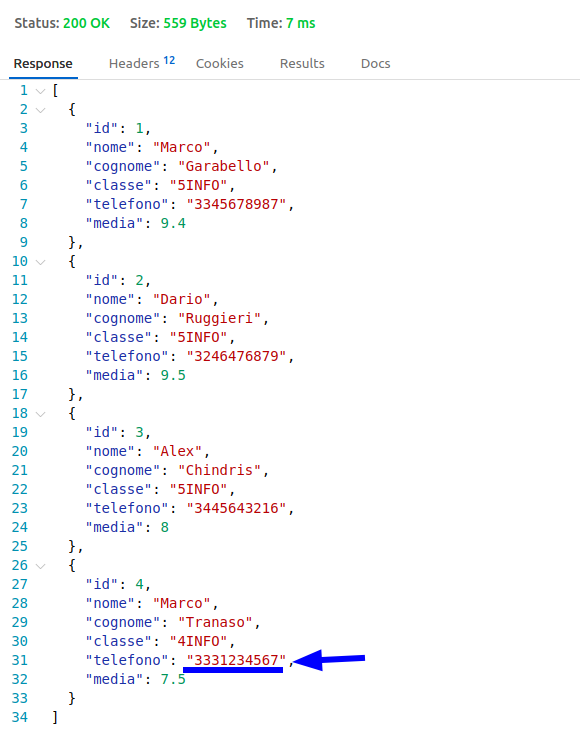 Status: 200 OK Size: 559 Bytes Time: 7 ms
Response Headers 12 Cookies Results Docs
1 [
2 {
3 "id": 1,
4 "nome": "Marco",
5 "cognome": "Garabello",
6 "classe": "5INFO",
7 "telefono": "3345678987",
8 "media": 9.4
9 },
10 {
11 "id": 2,
12 "nome": "Dario",
13 "cognome": "Ruggieri",
14 "classe": "5INFO",
15 "telefono": "3246476879",
16 "media": 9.5
17 },
18 {
19 "id": 3,
20 "nome": "Alex",
21 "cognome": "Chindris",
22 "classe": "5INFO",
23 "telefono": "3445643216",
24 "media": 8
25 },
26 {
27 "id": 4,
28 "nome": "Marco",
29 "cognome": "Tranaso",
30 "classe": "4INFO",
31 "telefono": "3331234567",
32 "media": 7.5
33 }
34 ]